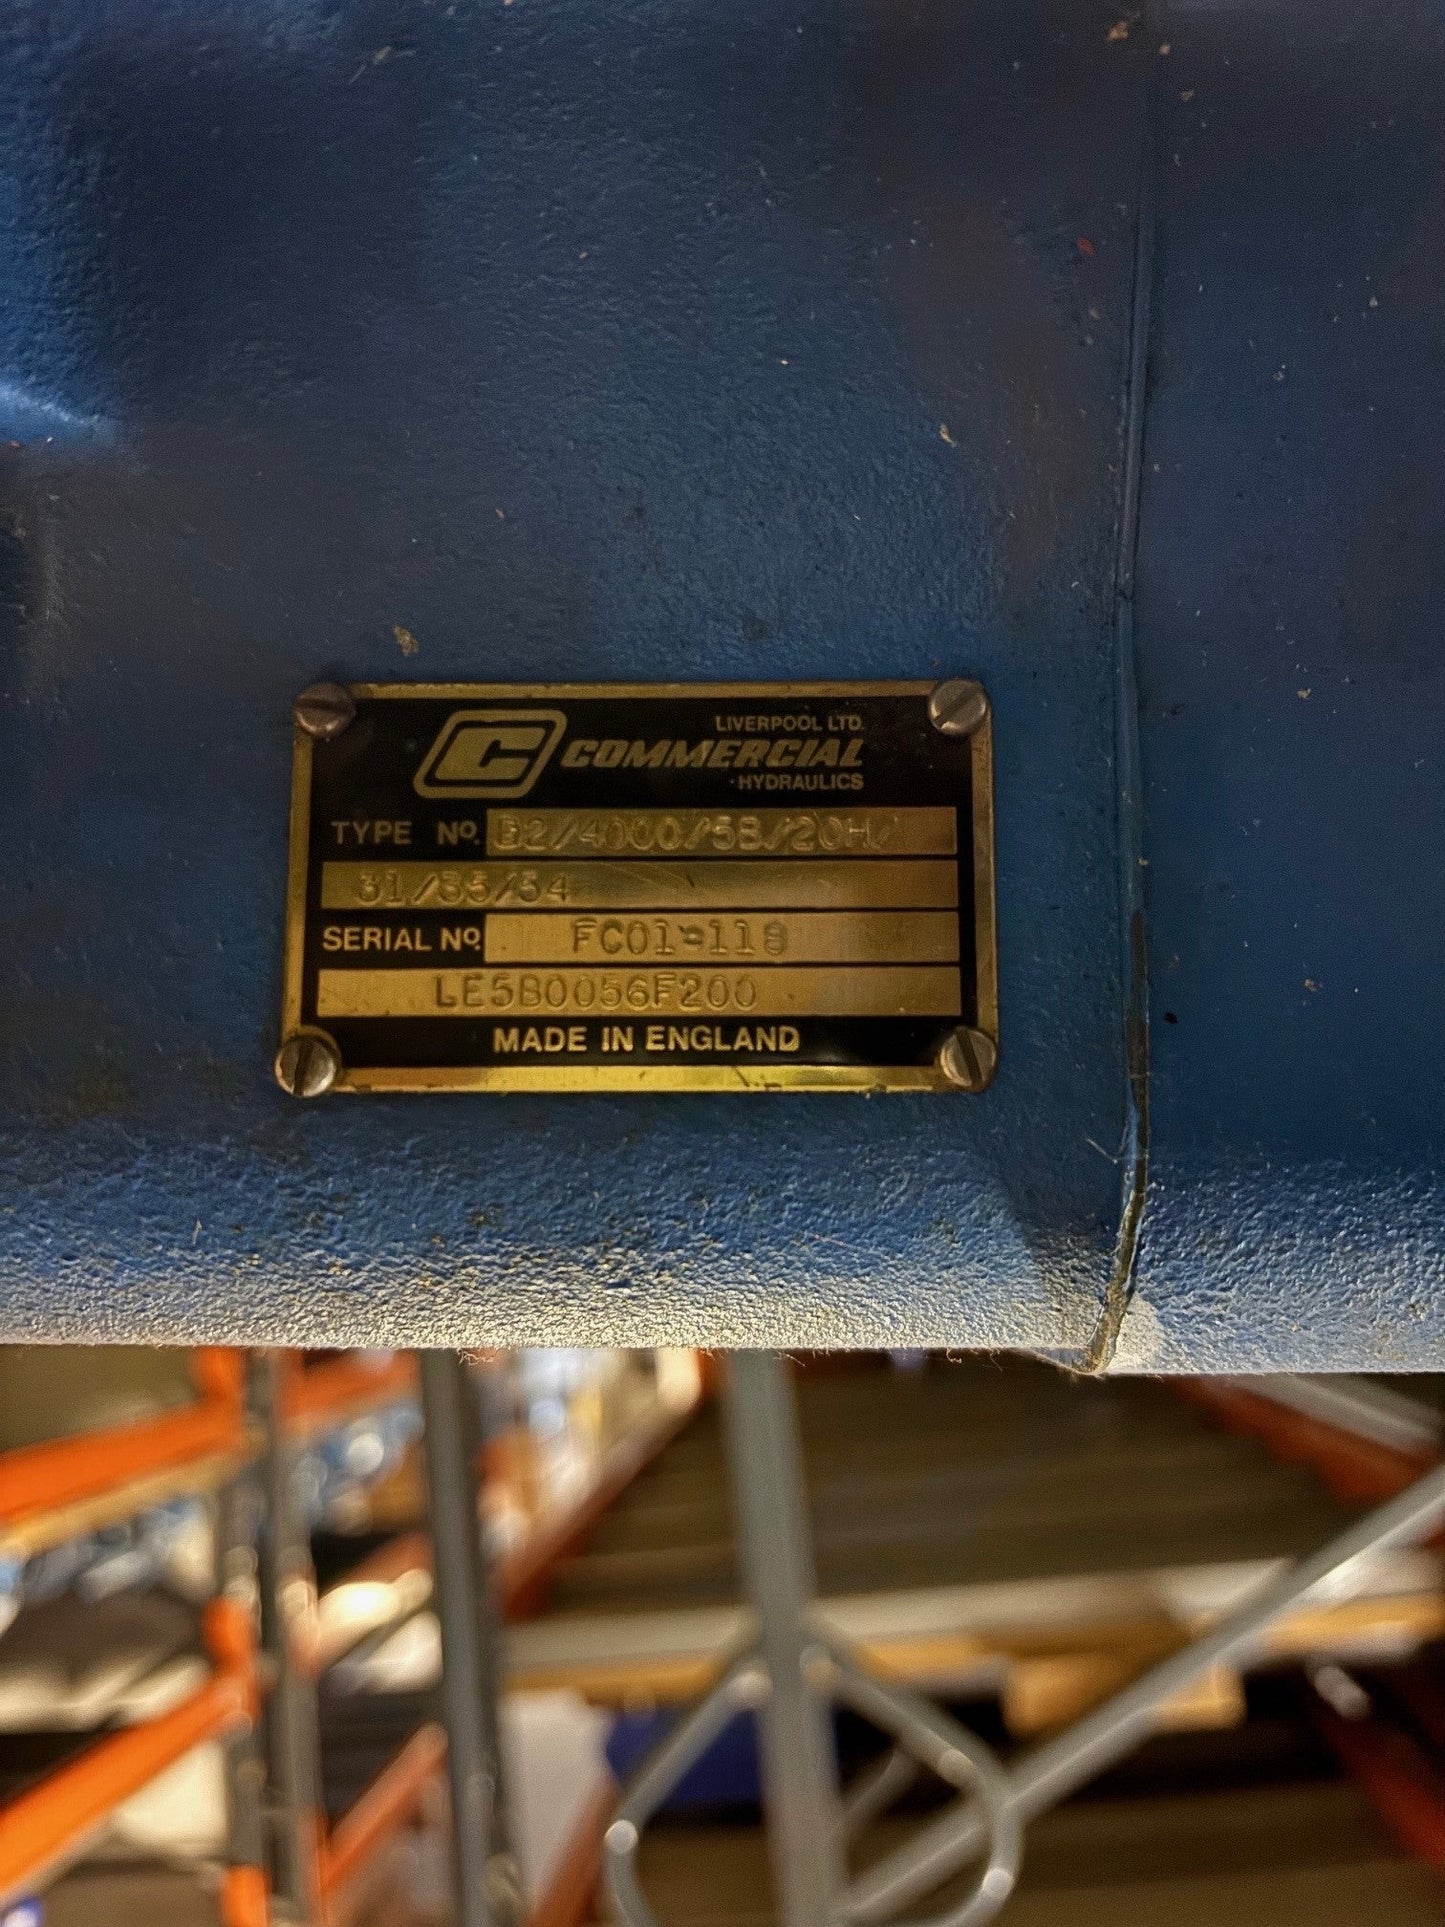 LIVERPOOL LTD.
C COMMERCIAL
HYDRAULICS
TYPE No. B2/4000/5B/20H/
31/35/34
SERIAL No. FC01-118
LE5B0056F200
MADE IN ENGLAND